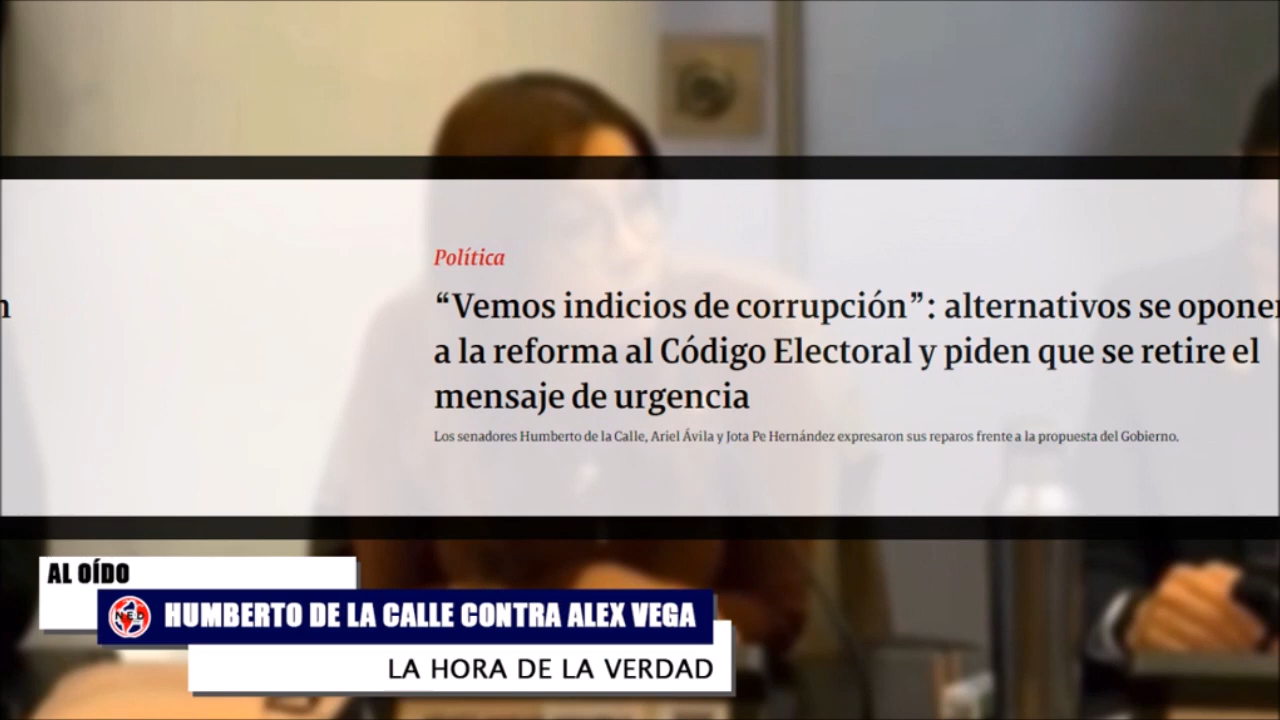 Política
“Vemos indicios de corrupción”: alternativos se oponen
a la reforma al Código Electoral y piden que se retire el
mensaje de urgencia
Los senadores Humberto de la Calle, Ariel Ávila y Jota Pe Hernández expresaron sus reparos frente a la propuesta del Gobierno.
AL OÍDO
HUMBERTO DE LA CALLE CONTRA ALEX VEGA
LA HORA DE LA VERDAD